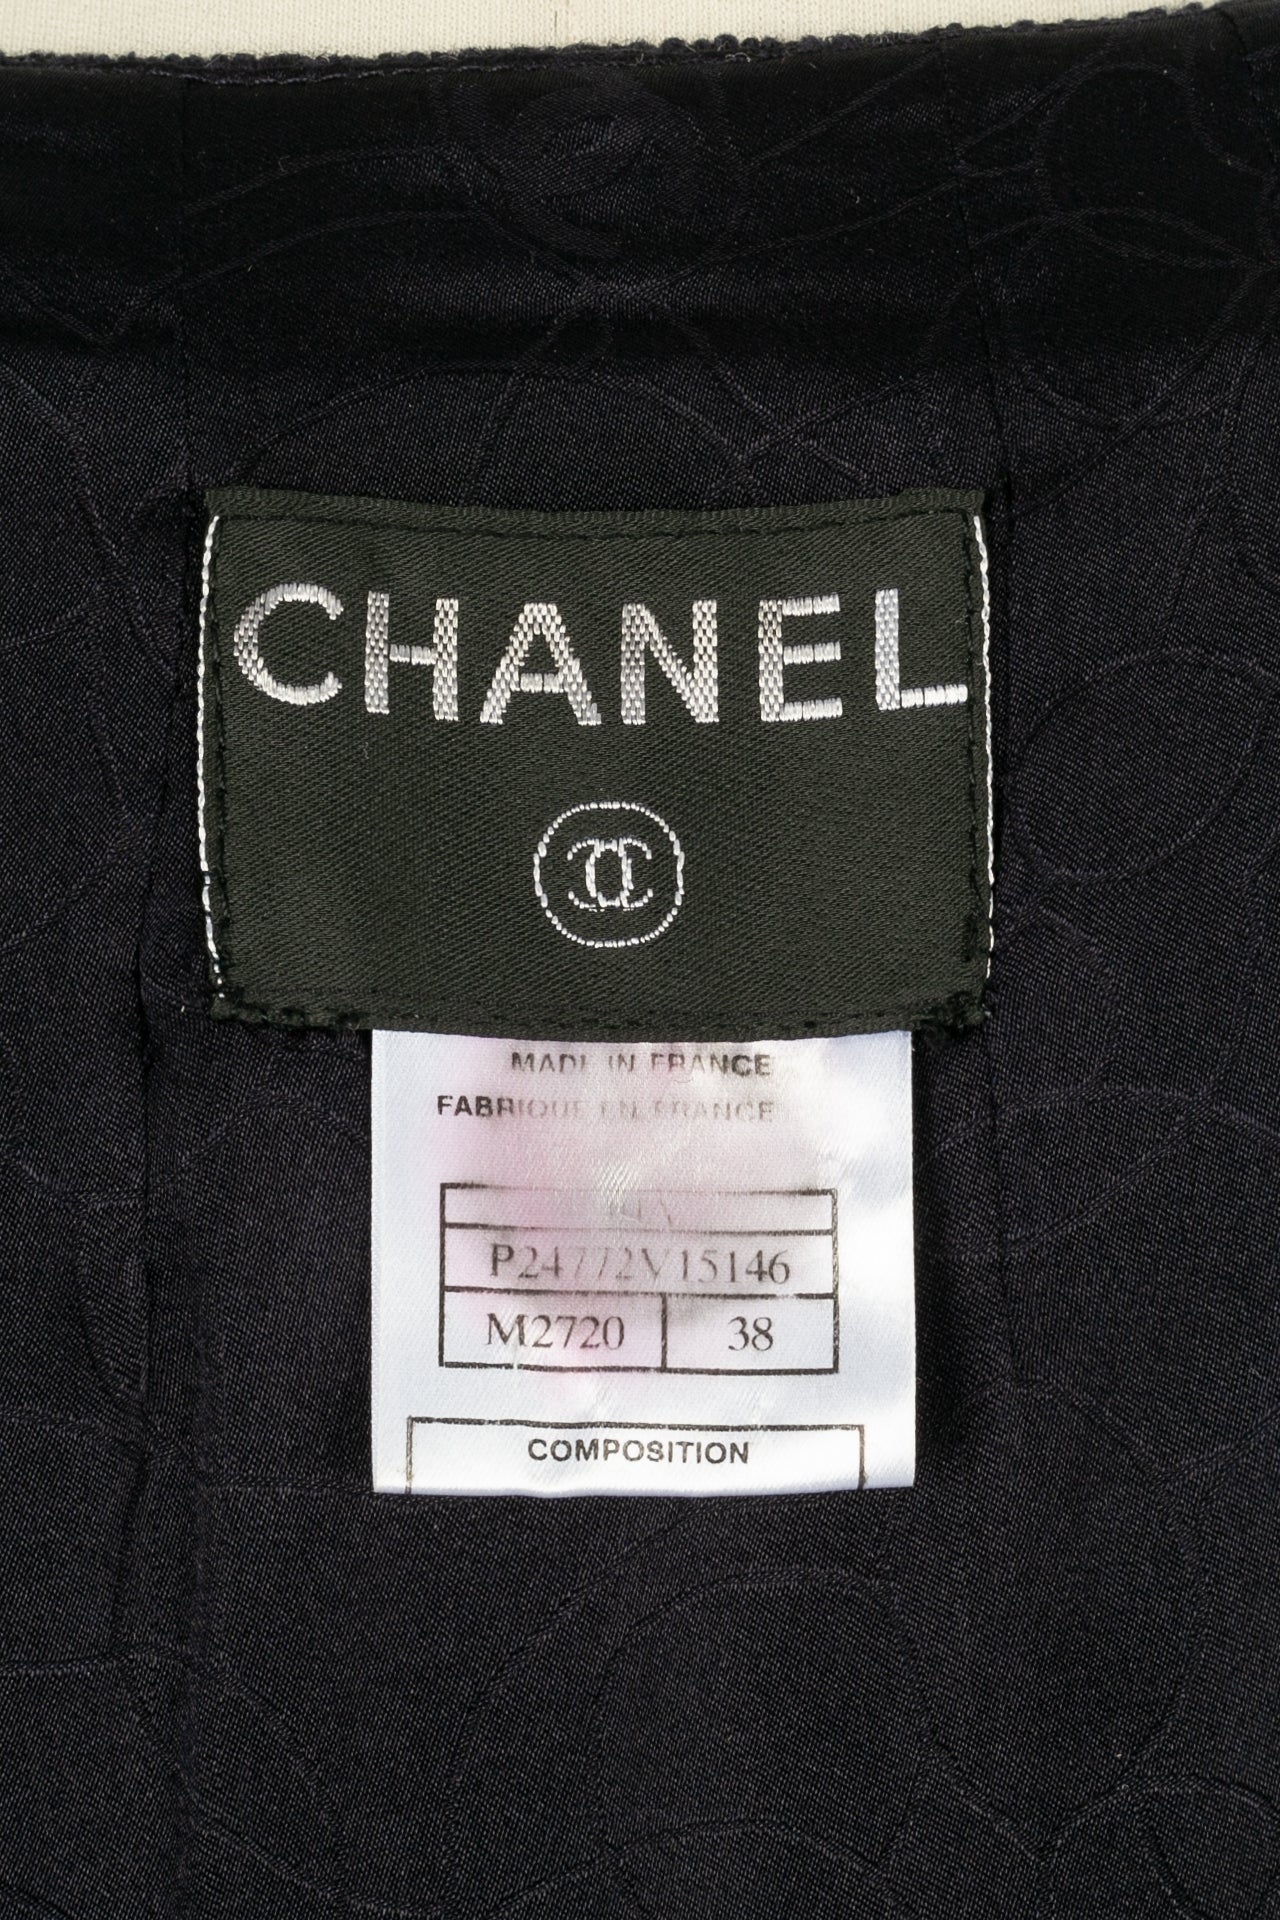 CHANEL
MADE IN FRANCE
FABRIQUE EN FRANCE
P24772V15146
M2720 38
COMPOSITION